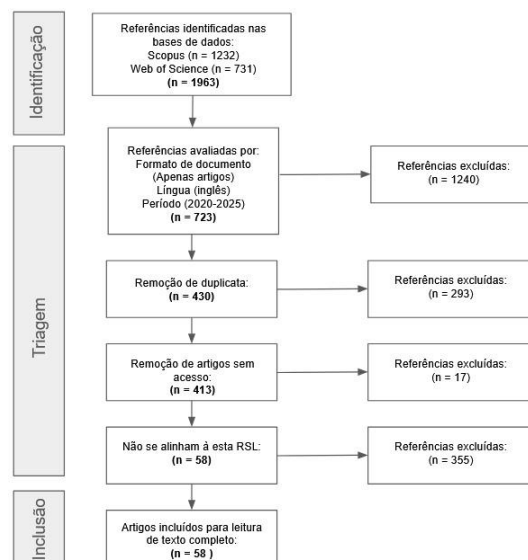 Identificação
Referências identificadas nas
bases de dados:
Scopus (n = 1232)
Web of Science (n = 731)
(n = 1963)
Triagem
Referências avaliadas por:
Formato de documento
(Apenas artigos)
Língua (inglês)
Período (2020-2025)
(n = 723)
Referências excluídas:
(n = 1240)
Remoção de duplicata:
(n = 430)
Referências excluídas:
(n = 293)
Remoção de artigos sem
acesso:
(n = 413)
Referências excluídas:
(n = 17)
Não se alinham à esta RSL:
(n = 58)
Referências excluídas:
(n = 355)
Inclusão
Artigos incluídos para leitura
de texto completo:
(n = 58 )